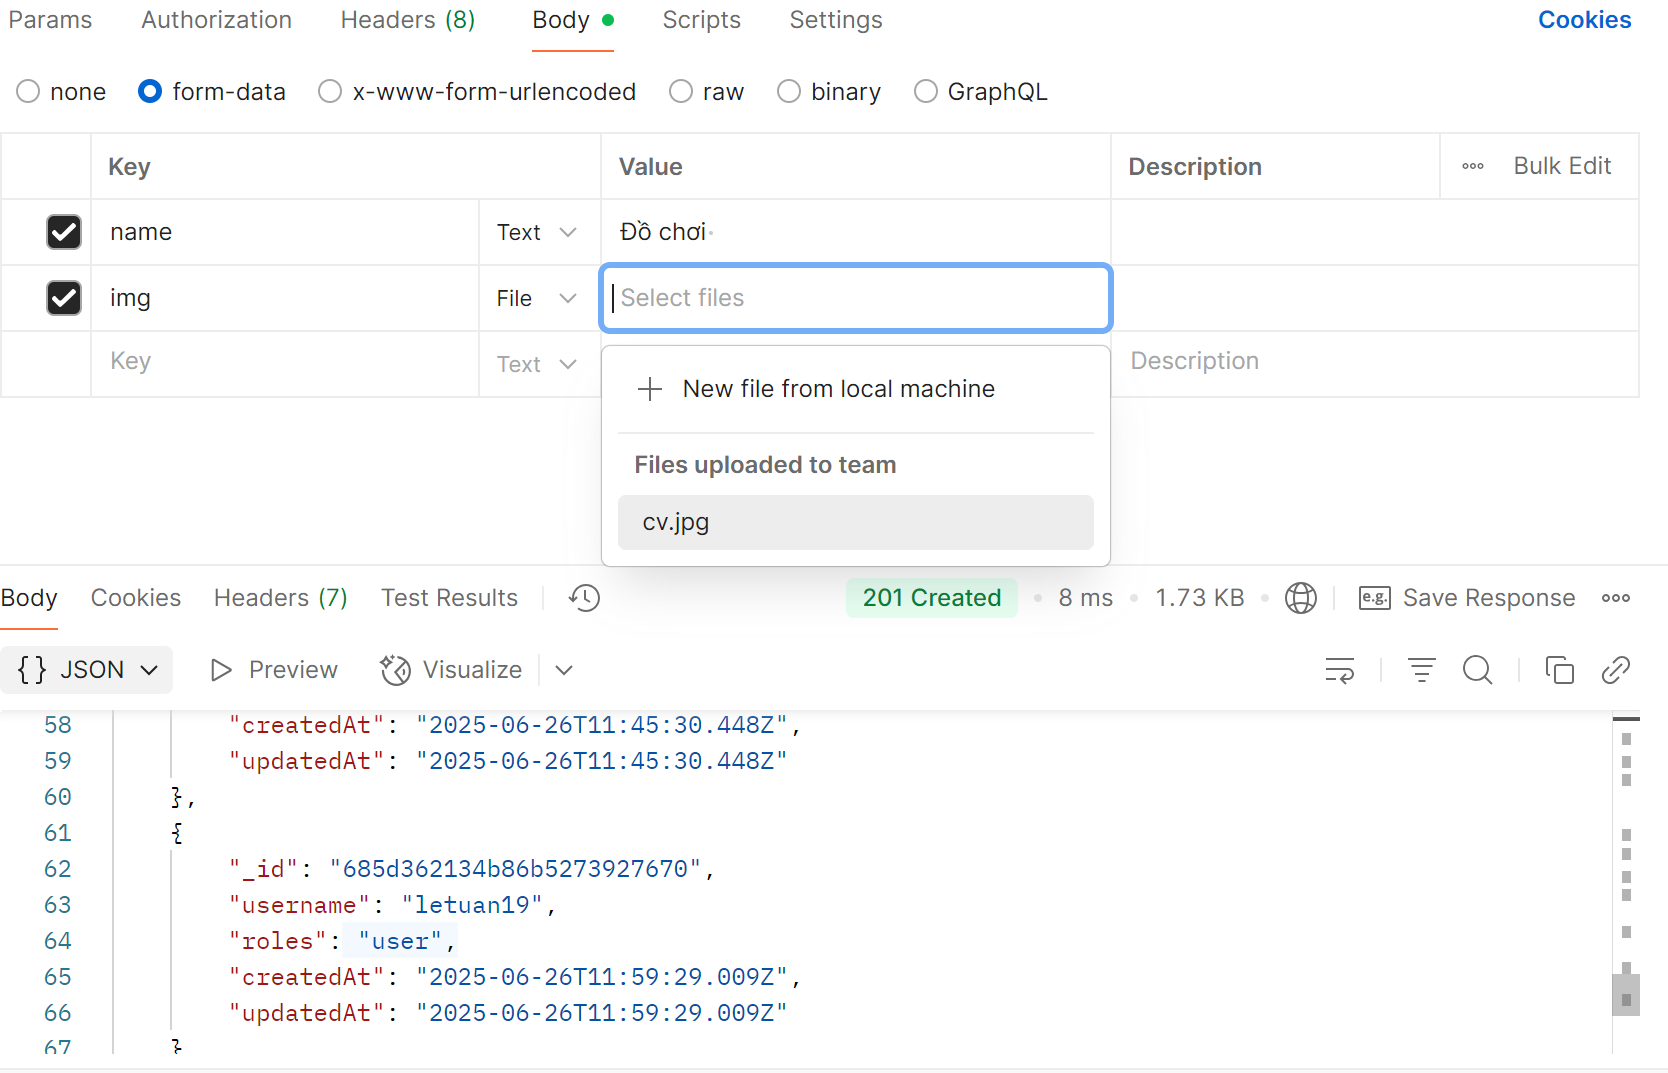 Params Authorization Headers (8) Body Scripts Settings Cookies
none form-data x-www-form-urlencoded raw binary GraphQL
Key Value Description Bulk Edit
name Text Đồ chơi
img File Select files
Key Text Description
New file from local machine
Files uploaded to team
cv.jpg
Body Cookies Headers (7) Test Results 201 Created 8 ms 1.73 KB e.g. Save Response
{} JSON Preview Visualize
58 "createdAt": "2025-06-26T11:45:30.448Z",
59 "updatedAt": "2025-06-26T11:45:30.448Z"
60 },
61 {
62 "_id": "685d362134b86b5273927670",
63 "username": "letuan19",
64 "roles": "user",
65 "createdAt": "2025-06-26T11:59:29.009Z",
66 "updatedAt": "2025-06-26T11:59:29.009Z"
67 }